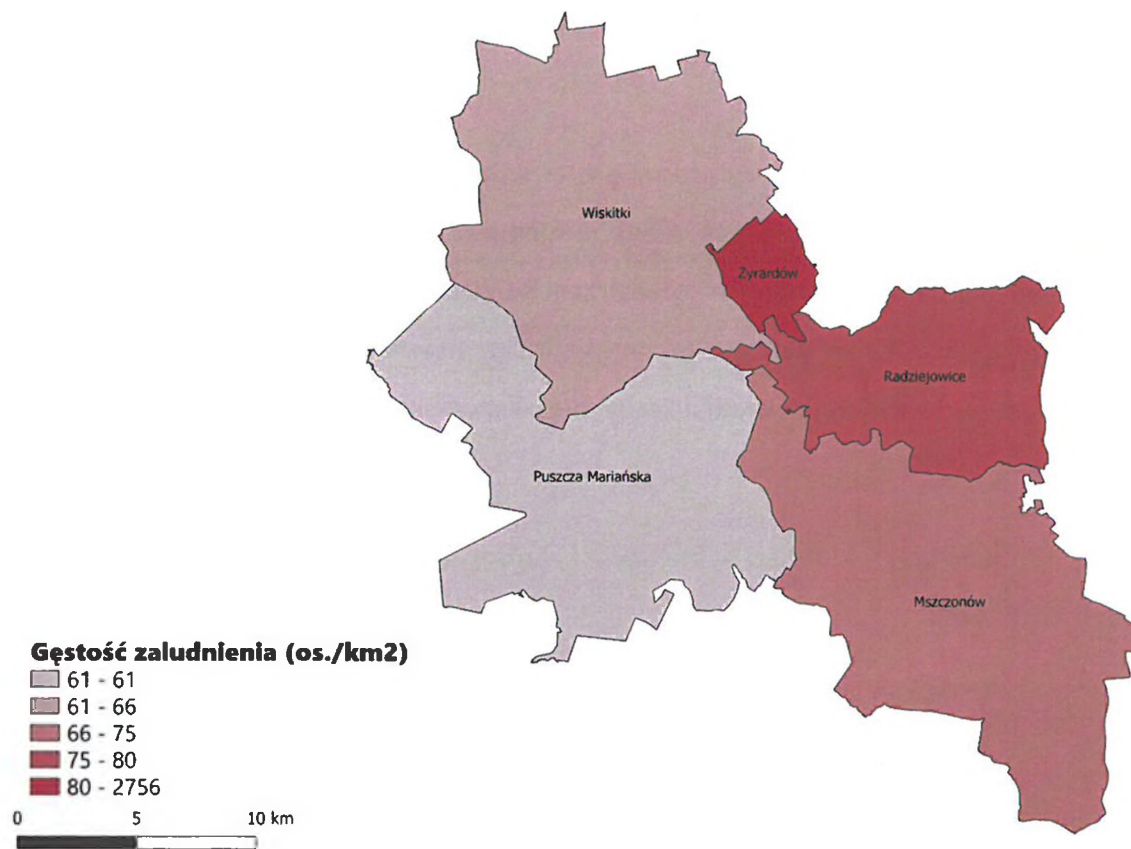 Wiskitki
Żyrardów
Radziejowice
Puszcza Mariańska
Mszczonów
Gęstość zaludnienia (os./km2)
61 - 61
61 - 66
66 - 75
75 - 80
80 - 2756
0 5 10 km